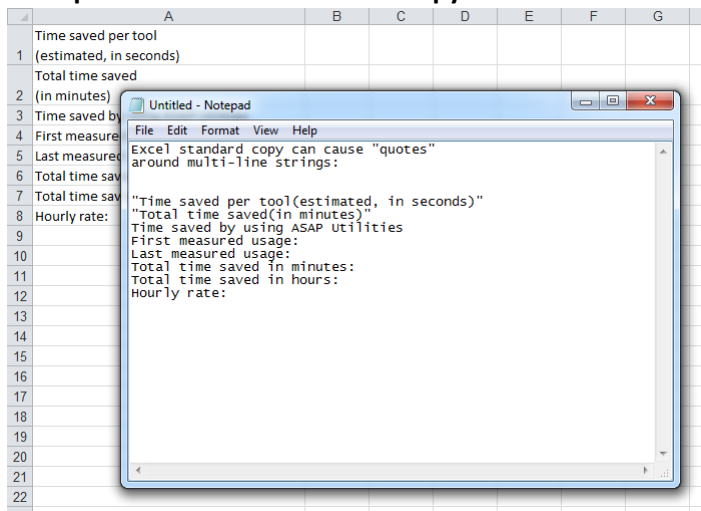 A B C D E F G
Time saved per tool
1 (estimated, in seconds)
Total time saved
2 (in minutes)
3 Time saved by
4 First measure
5 Last measured
6 Total time sav
7 Total time sav
8 Hourly rate:
9
10
11
12
13
14
15
16
17
18
19
20
21
22
Untitled - Notepad
File Edit Format View Help
Excel standard copy can cause "quotes"
around multi-line strings:
"Time saved per tool(estimated, in seconds)"
"Total time saved(in minutes)"
Time saved by using ASAP Utilities
First measured usage:
Last measured usage:
Total time saved in minutes:
Total time saved in hours:
Hourly rate: